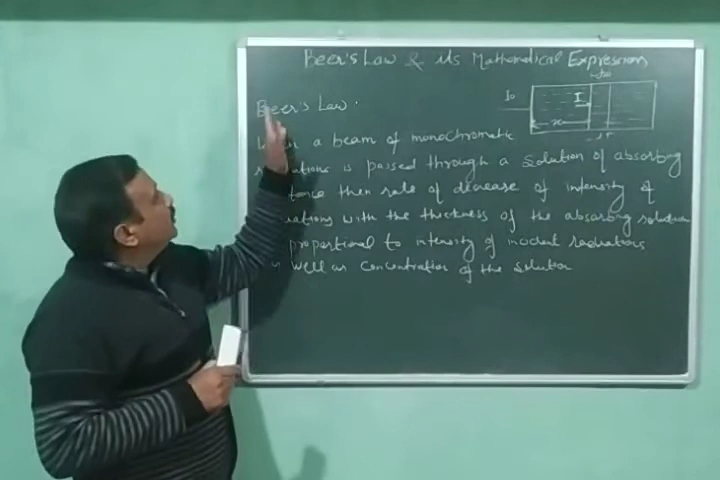 Beer's Law & its Mathematical Expression
Beer's Law.
I₀
I
x
a beam of monochromatic
is passed through a solution of absorbing
then rate of decrease of intensity of
with the thickness of the absorbing solution
proportional to intensity of incident radiations
well as concentration of the solution